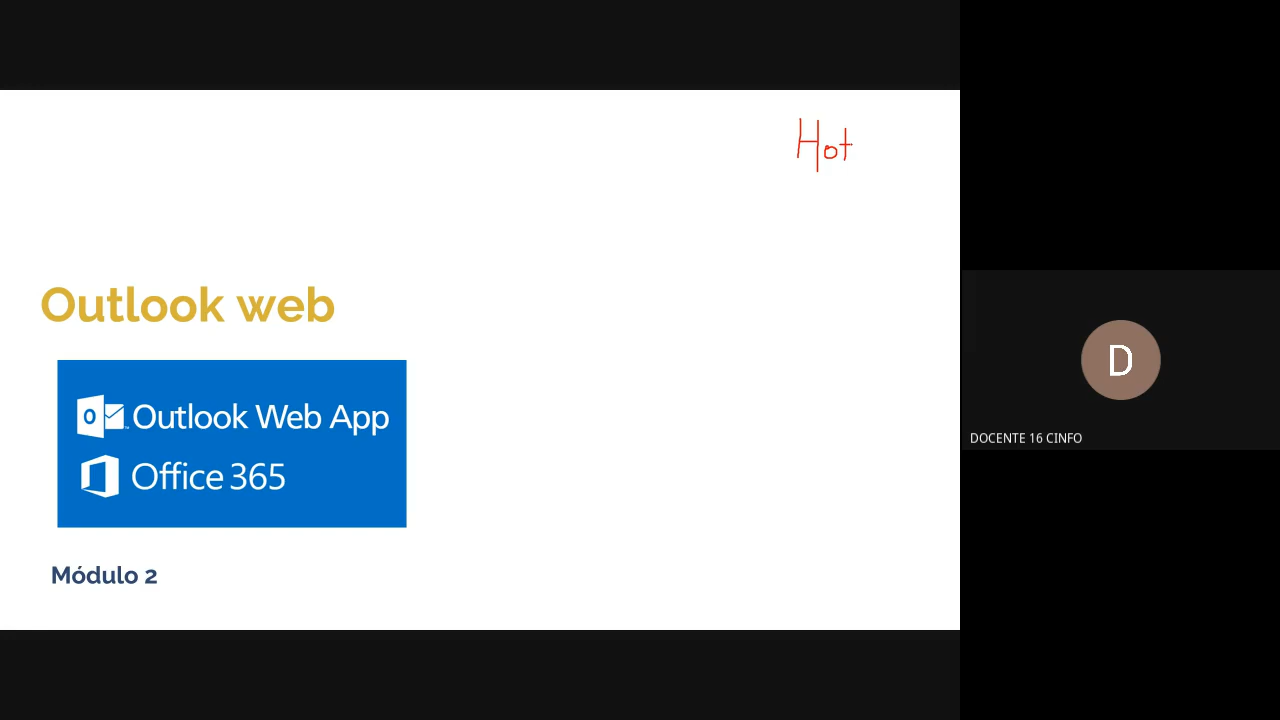 Hot
Outlook web
Outlook Web App
Office 365
Módulo 2
D
DOCENTE 16 CINFO